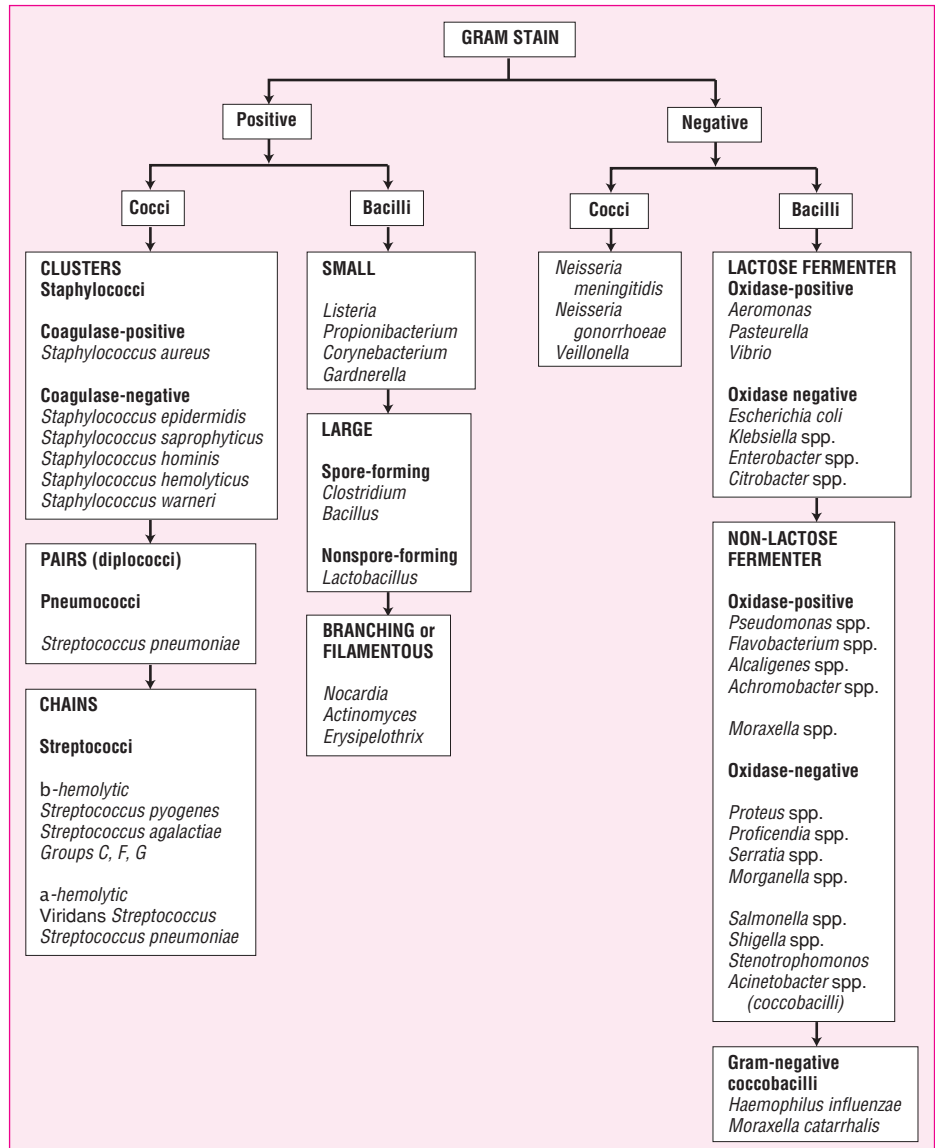 GRAM STAIN
Positive
Negative
Cocci
Bacilli
Cocci
Bacilli
CLUSTERS
Staphylococci
Coagulase-positive
Staphylococcus aureus
Coagulase-negative
Staphylococcus epidermidis
Staphylococcus saprophyticus
Staphylococcus hominis
Staphylococcus hemolyticus
Staphylococcus warneri
PAIRS (diplococci)
Pneumococci
Streptococcus pneumoniae
CHAINS
Streptococci
b-hemolytic
Streptococcus pyogenes
Streptococcus agalactiae
Groups C, F, G
a-hemolytic
Viridans Streptococcus
Streptococcus pneumoniae
SMALL
Listeria
Propionibacterium
Corynebacterium
Gardnerella
LARGE
Spore-forming
Clostridium
Bacillus
Nonspore-forming
Lactobacillus
BRANCHING or
FILAMENTOUS
Nocardia
Actinomyces
Erysipelothrix
Neisseria
meningitidis
Neisseria
gonorrhoeae
Veillonella
LACTOSE FERMENTER
Oxidase-positive
Aeromonas
Pasteurella
Vibrio
Oxidase negative
Escherichia coli
Klebsiella spp.
Enterobacter spp.
Citrobacter spp.
NON-LACTOSE
FERMENTER
Oxidase-positive
Pseudomonas spp.
Flavobacterium spp.
Alcaligenes spp.
Achromobacter spp.
Moraxella spp.
Oxidase-negative
Proteus spp.
Proficendia spp.
Serratia spp.
Morganella spp.
Salmonella spp.
Shigella spp.
Stenotrophomonos
Acinetobacter spp.
(coccobacilli)
Gram-negative
coccobacilli
Haemophilus influenzae
Moraxella catarrhalis